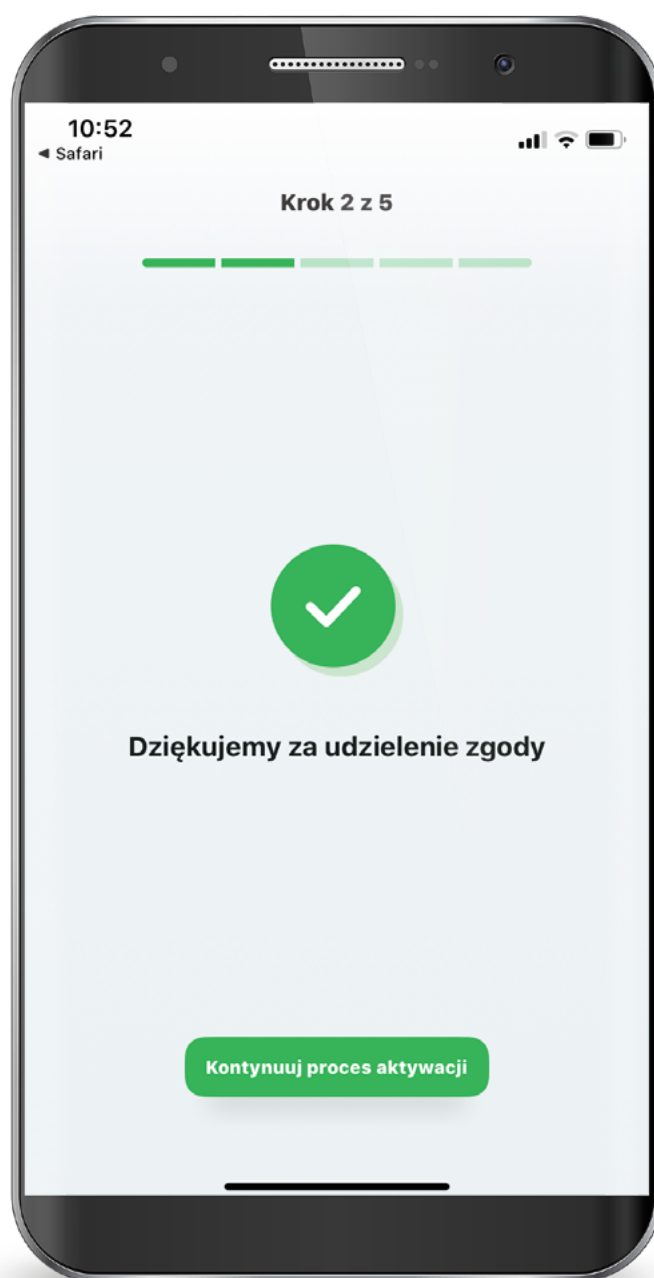 10:52
◀ Safari
Krok 2 z 5
Dziękujemy za udzielenie zgody
Kontynuuj proces aktywacji